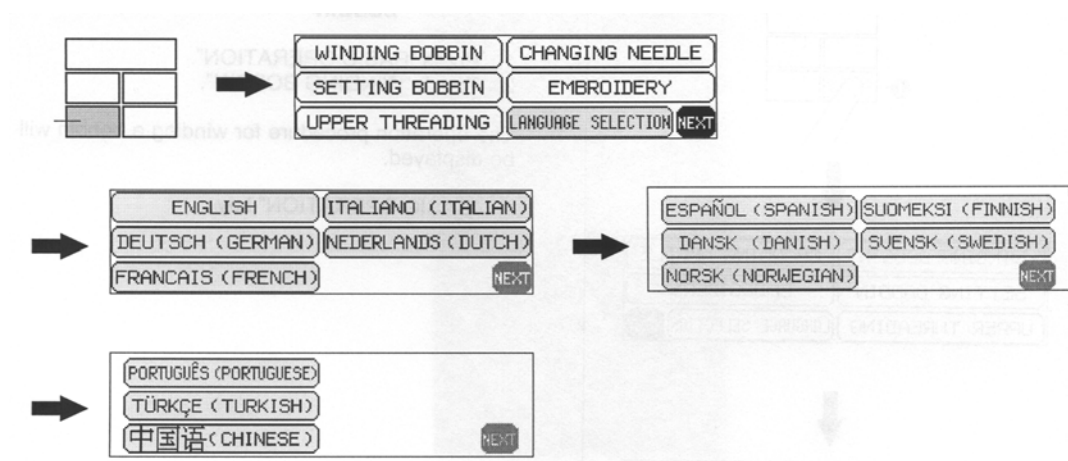 WINDING BOBBIN CHANGING NEEDLE
SETTING BOBBIN EMBROIDERY
UPPER THREADING LANGUAGE SELECTION NEXT
ENGLISH ITALIANO (ITALIAN)
DEUTSCH (GERMAN) NEDERLANDS (DUTCH)
FRANCAIS (FRENCH) NEXT
ESPAÑOL (SPANISH) SUOMEKSI (FINNISH)
DANSK (DANISH) SVENSK (SWEDISH)
NORSK (NORWEGIAN) NEXT
PORTUGUÊS (PORTUGUESE)
TÜRKÇE (TURKISH)
中国语 (CHINESE) NEXT